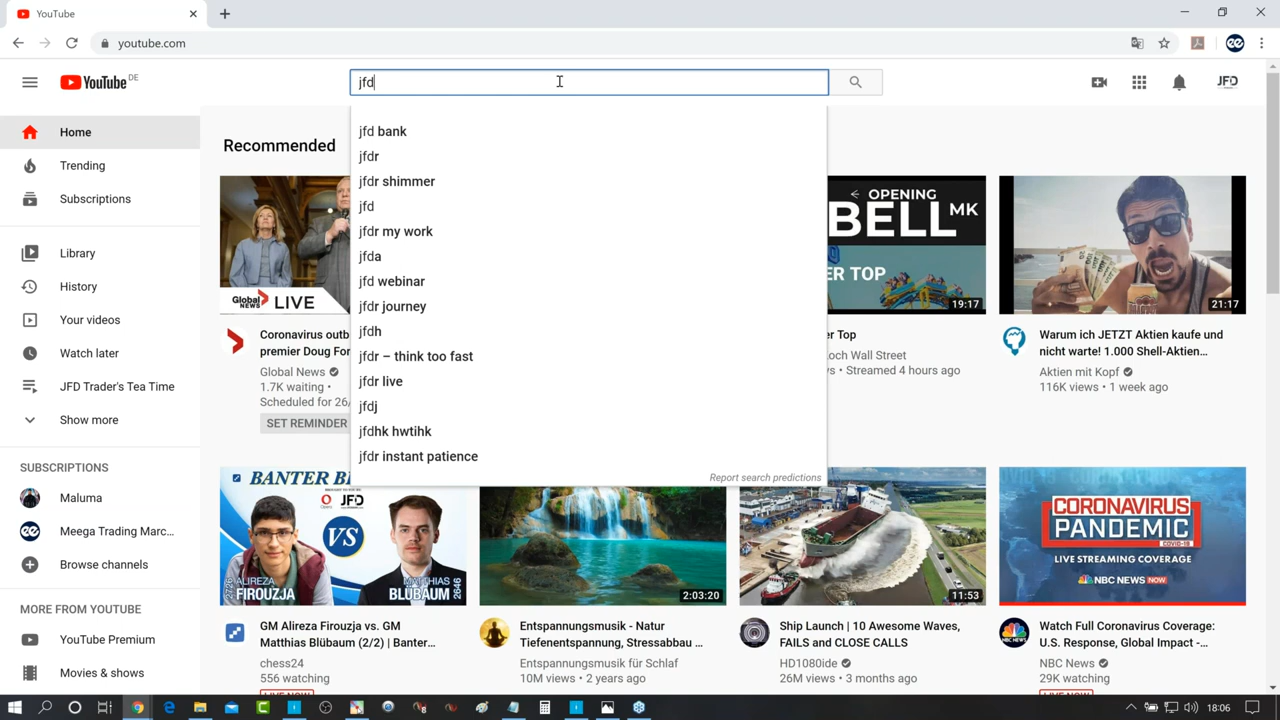 YouTube
youtube.com
YouTube DE
jfd
JFD
Home
Trending
Subscriptions
Library
History
Your videos
Watch later
JFD Trader's Tea Time
Show more
SUBSCRIPTIONS
Maluma
Meega Trading Marc...
Browse channels
MORE FROM YOUTUBE
YouTube Premium
Movies & shows
Recommended
jfd bank
jfdr
jfdr shimmer
jfd
jfdr my work
jfda
jfd webinar
jfdr journey
jfdh
jfdr – think too fast
jfdr live
jfdj
jfdhk hwtihk
jfdr instant patience
Report search predictions
Global NEWS LIVE
Coronavirus outb
premier Doug For
Global News
1.7K waiting •
Scheduled for 26/
SET REMINDER
OPENING
BELL MK
ER TOP
19:17
er Top
och Wall Street
s • Streamed 4 hours ago
21:17
Warum ich JETZT Aktien kaufe und
nicht warte! 1.000 Shell-Aktien...
Aktien mit Kopf
116K views • 1 week ago
BANTER B
JFD
VS
2726 ALIREZA FIROUZJA
MATTHIAS BLÜBAUM 2646
GM Alireza Firouzja vs. GM
Matthias Blübaum (2/2) | Banter...
chess24
556 watching
LIVE NOW
2:03:20
Entspannungsmusik - Natur
Tiefenentspannung, Stressabbau ...
Entspannungsmusik für Schlaf
10M views • 2 years ago
11:53
Ship Launch | 10 Awesome Waves,
FAILS and CLOSE CALLS
HD1080ide
26M views • 3 months ago
CORONAVIRUS
PANDEMIC
COVID-19
LIVE STREAMING COVERAGE
NBC NEWS NOW
Watch Full Coronavirus Coverage:
U.S. Response, Global Impact -...
NBC News
29K watching
LIVE NOW
18:06